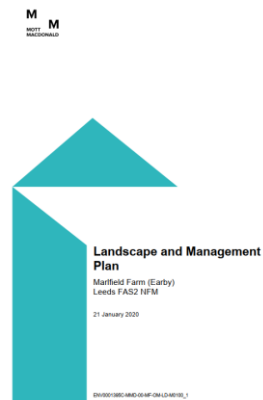 M M
MOTT
MACDONALD
Landscape and Management
Plan
Marlfield Farm (Earby)
Leeds FAS2 NFM
21 January 2020